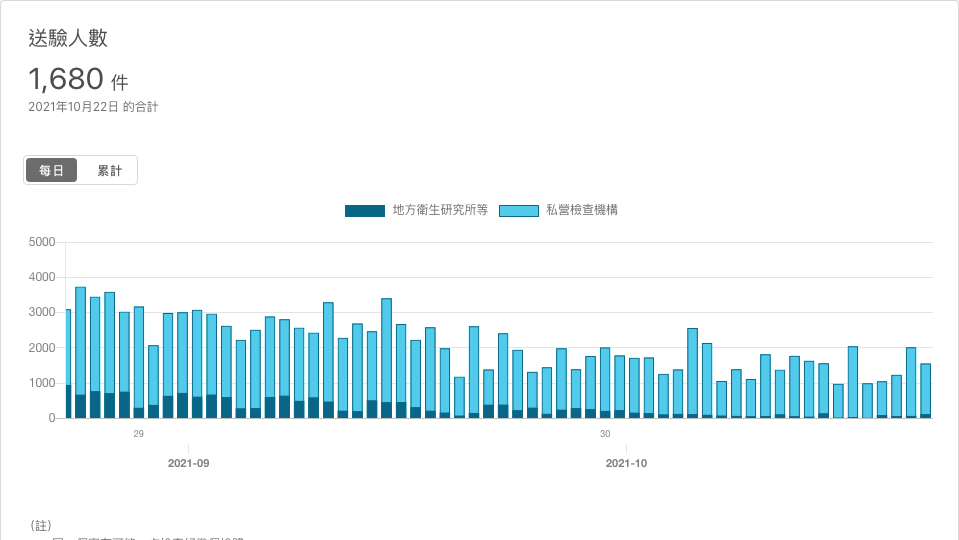 送驗人數
1,680 件
2021年10月22日 的合計
每日 累計
地方衛生研究所等 私營檢查機構
5000
4000
3000
2000
1000
0
29 30
2021-09 2021-10
（註）